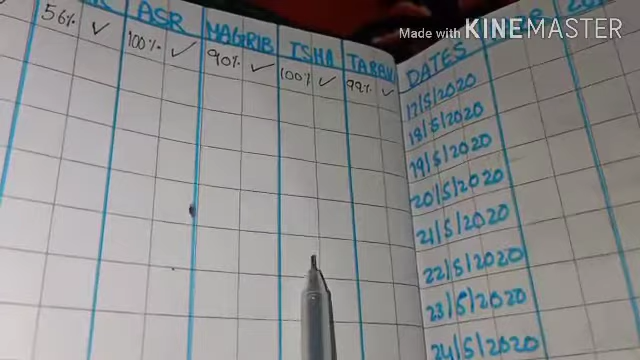 Made with KINEMASTER
ASR MAGRIB ISHA
56% ✓ 100% ✓ 90% ✓ 100% ✓ 99% ✓
DATES
17/5/2020
18/5/2020
19/5/2020
20/5/2020
21/5/2020
22/5/2020
23/5/2020
24/5/2020